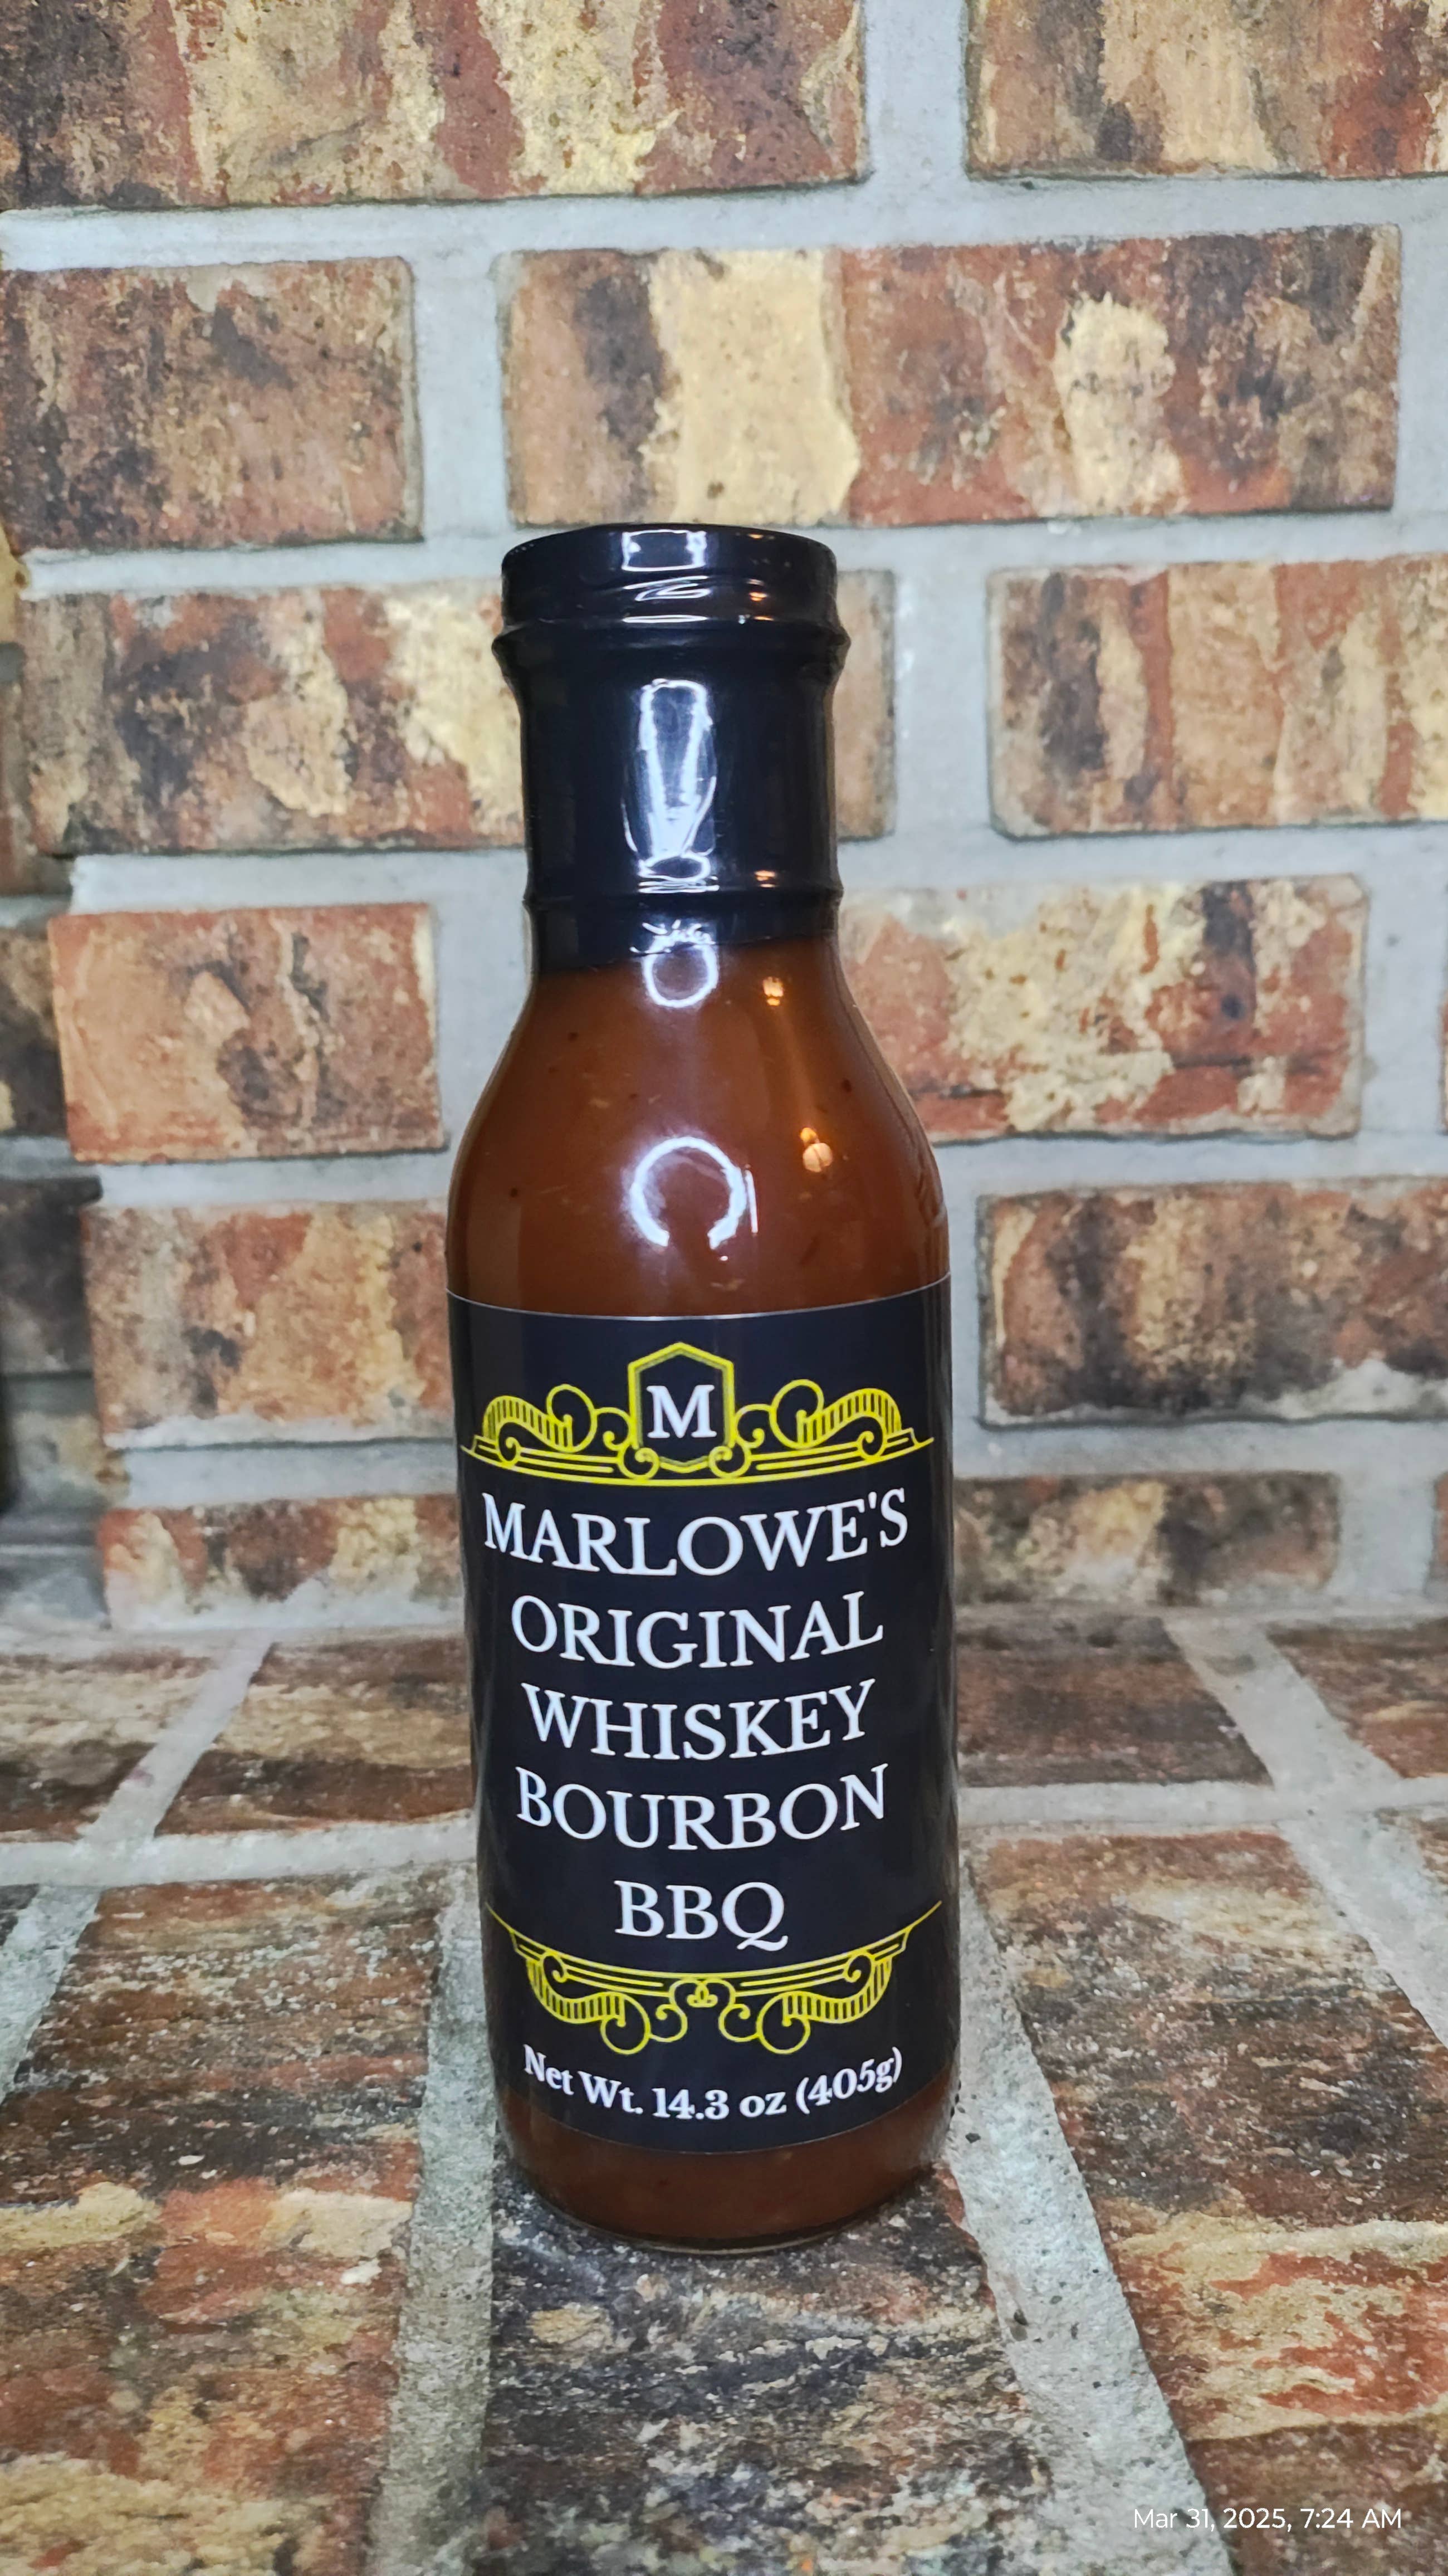 M
MARLOWE'S
ORIGINAL
WHISKEY
BOURBON
BBQ
Net Wt. 14.3 oz (405g)
Mar 31, 2025, 7:24 AM